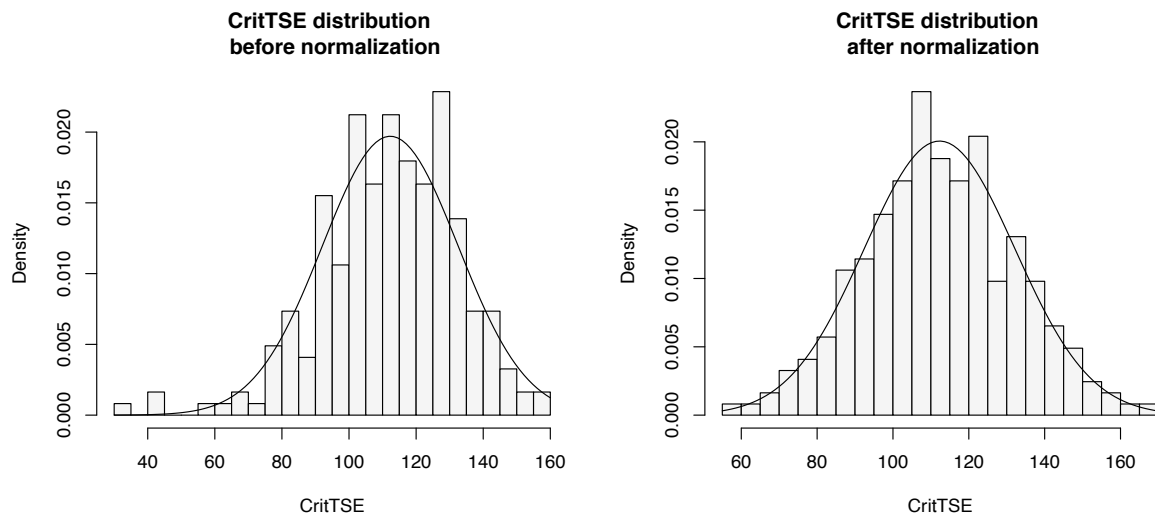 CritTSE distribution
before normalization
Density
0.000
0.005
0.010
0.015
0.020
40 60 80 100 120 140 160
CritTSE
CritTSE distribution
after normalization
Density
0.000
0.005
0.010
0.015
0.020
60 80 100 120 140 160
CritTSE